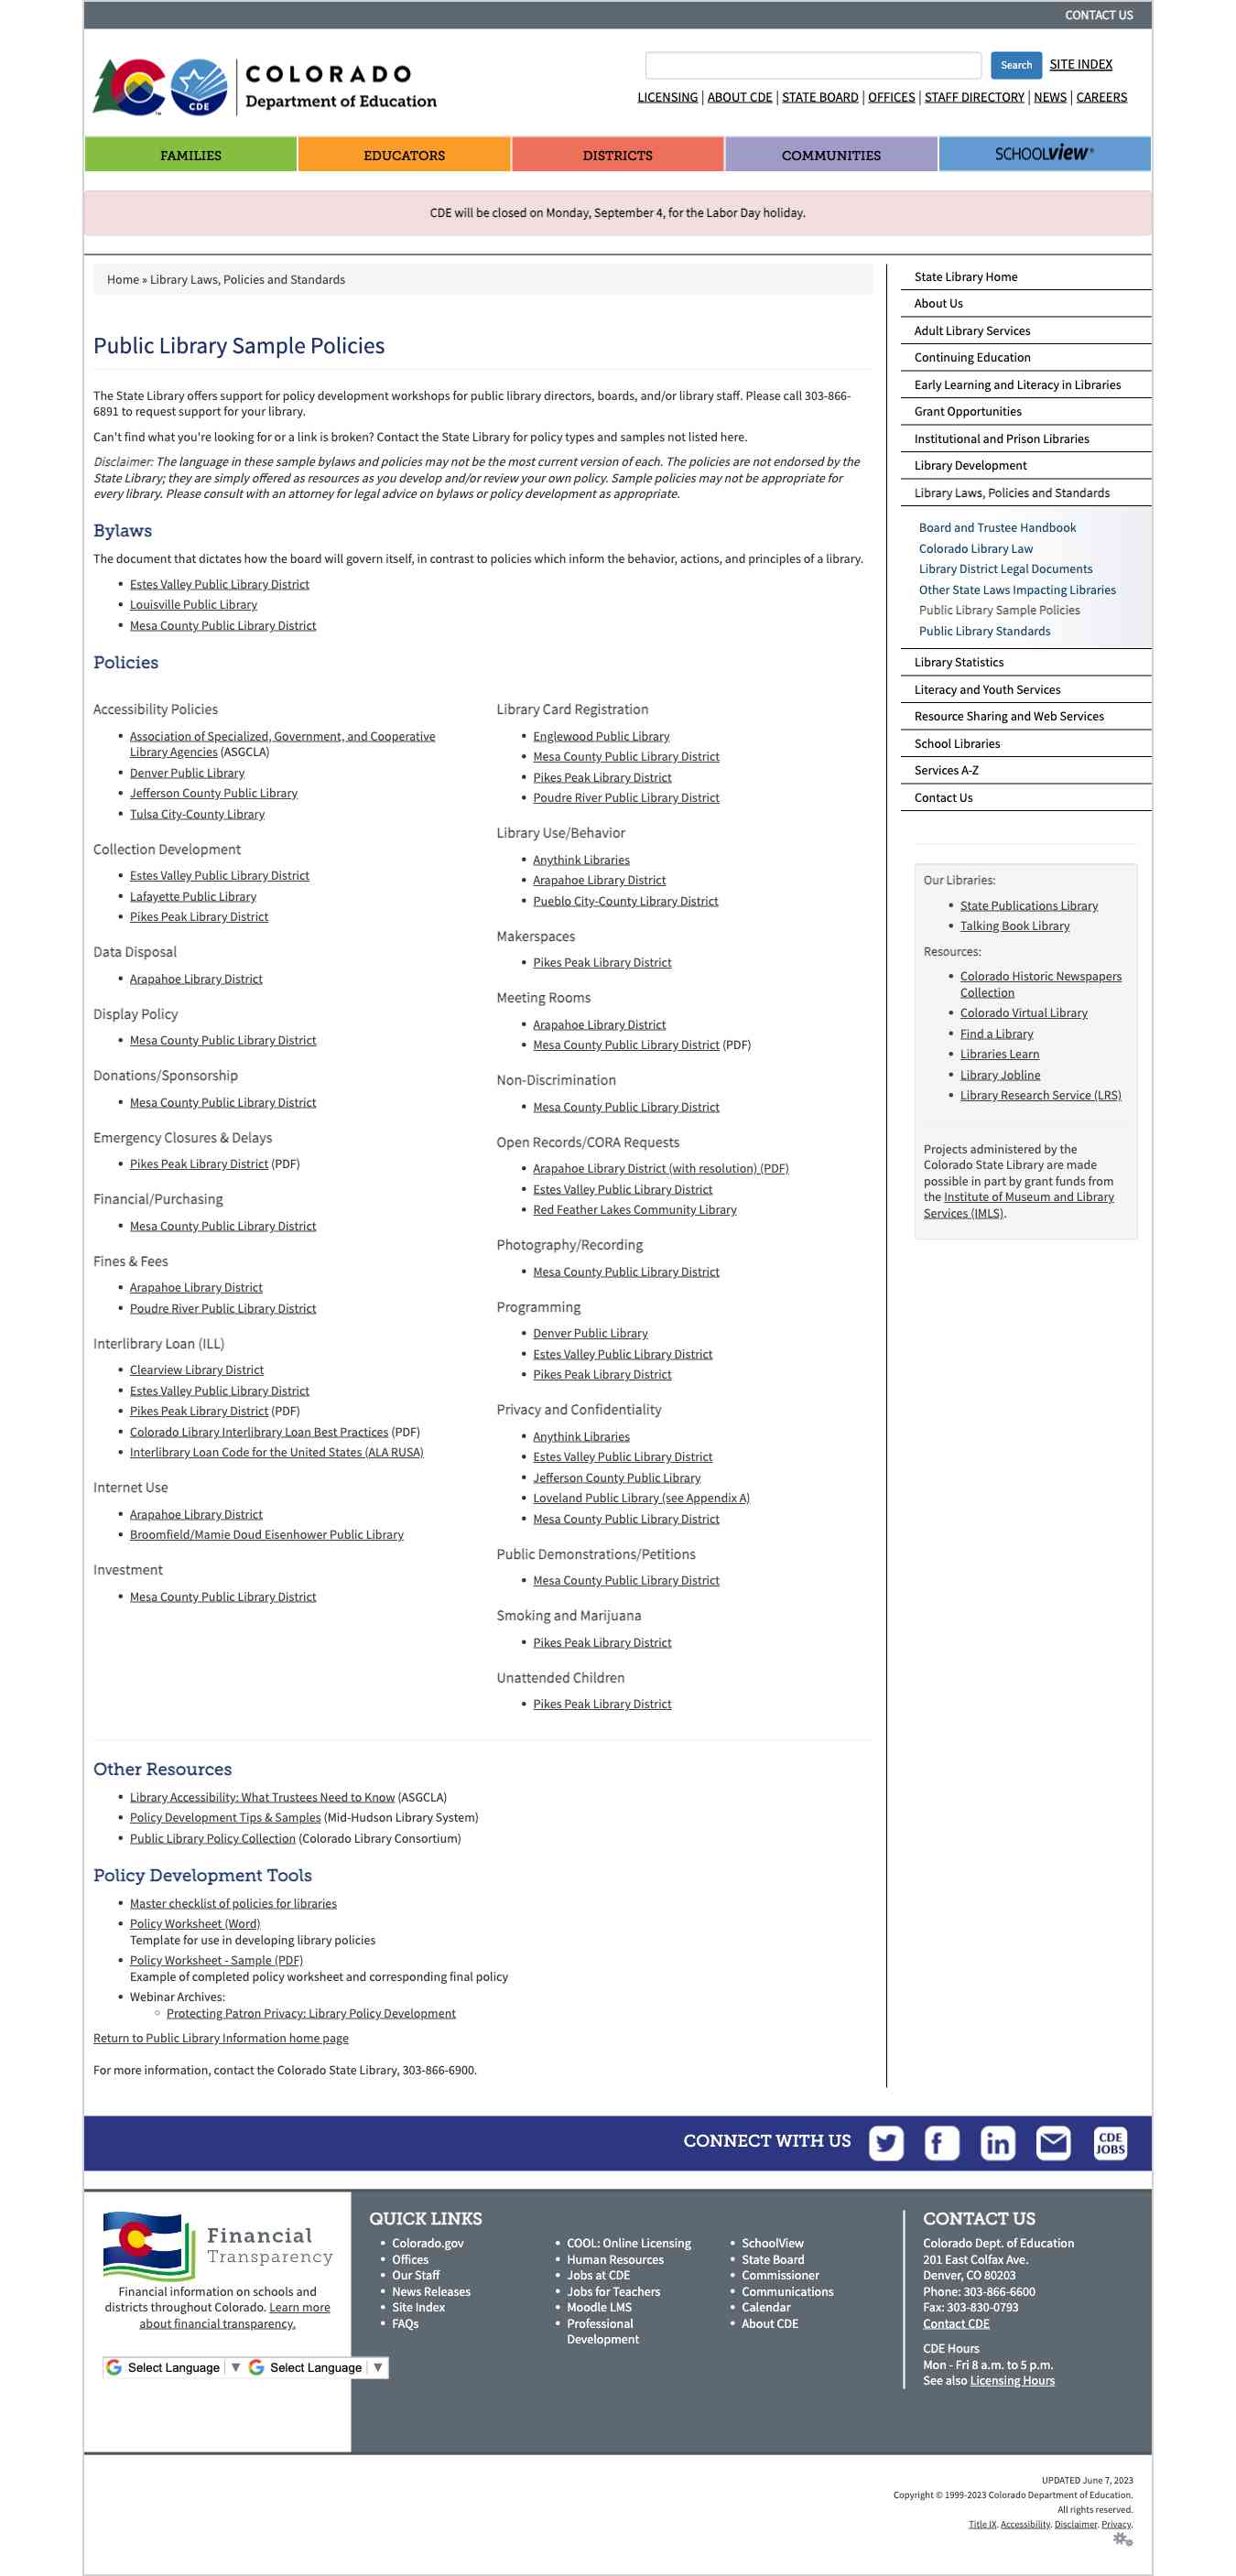 CONTACT US
CDE
COLORADO
Department of Education
Search
SITE INDEX
LICENSING | ABOUT CDE | STATE BOARD | OFFICES | STAFF DIRECTORY | NEWS | CAREERS
FAMILIES
EDUCATORS
DISTRICTS
COMMUNITIES
SCHOOLVIEW®
CDE will be closed on Monday, September 4, for the Labor Day holiday.
Home » Library Laws, Policies and Standards
Public Library Sample Policies
The State Library offers support for policy development workshops for public library directors, boards, and/or library staff. Please call 303-866-
6891 to request support for your library.
Can't find what you're looking for or a link is broken? Contact the State Library for policy types and samples not listed here.
Disclaimer: The language in these sample bylaws and policies may not be the most current version of each. The policies are not endorsed by the
State Library; they are simply offered as resources as you develop and/or review your own policy. Sample policies may not be appropriate for
every library. Please consult with an attorney for legal advice on bylaws or policy development as appropriate.
Bylaws
The document that dictates how the board will govern itself, in contrast to policies which inform the behavior, actions, and principles of a library.
Estes Valley Public Library District
Louisville Public Library
Mesa County Public Library District
Policies
Accessibility Policies
Association of Specialized, Government, and Cooperative
Library Agencies (ASGCLA)
Denver Public Library
Jefferson County Public Library
Tulsa City-County Library
Collection Development
Estes Valley Public Library District
Lafayette Public Library
Pikes Peak Library District
Data Disposal
Arapahoe Library District
Display Policy
Mesa County Public Library District
Donations/Sponsorship
Mesa County Public Library District
Emergency Closures & Delays
Pikes Peak Library District (PDF)
Financial/Purchasing
Mesa County Public Library District
Fines & Fees
Arapahoe Library District
Poudre River Public Library District
Interlibrary Loan (ILL)
Clearview Library District
Estes Valley Public Library District
Pikes Peak Library District (PDF)
Colorado Library Interlibrary Loan Best Practices (PDF)
Interlibrary Loan Code for the United States (ALA RUSA)
Internet Use
Arapahoe Library District
Broomfield/Mamie Doud Eisenhower Public Library
Investment
Mesa County Public Library District
Library Card Registration
Englewood Public Library
Mesa County Public Library District
Pikes Peak Library District
Poudre River Public Library District
Library Use/Behavior
Anythink Libraries
Arapahoe Library District
Pueblo City-County Library District
Makerspaces
Pikes Peak Library District
Meeting Rooms
Arapahoe Library District
Mesa County Public Library District (PDF)
Non-Discrimination
Mesa County Public Library District
Open Records/CORA Requests
Arapahoe Library District (with resolution) (PDF)
Estes Valley Public Library District
Red Feather Lakes Community Library
Photography/Recording
Mesa County Public Library District
Programming
Denver Public Library
Estes Valley Public Library District
Pikes Peak Library District
Privacy and Confidentiality
Anythink Libraries
Estes Valley Public Library District
Jefferson County Public Library
Loveland Public Library (see Appendix A)
Mesa County Public Library District
Public Demonstrations/Petitions
Mesa County Public Library District
Smoking and Marijuana
Pikes Peak Library District
Unattended Children
Pikes Peak Library District
Other Resources
Library Accessibility: What Trustees Need to Know (ASGCLA)
Policy Development Tips & Samples (Mid-Hudson Library System)
Public Library Policy Collection (Colorado Library Consortium)
Policy Development Tools
Master checklist of policies for libraries
Policy Worksheet (Word)
Template for use in developing library policies
Policy Worksheet - Sample (PDF)
Example of completed policy worksheet and corresponding final policy
Webinar Archives:
Protecting Patron Privacy: Library Policy Development
Return to Public Library Information home page
For more information, contact the Colorado State Library, 303-866-6900.
State Library Home
About Us
Adult Library Services
Continuing Education
Early Learning and Literacy in Libraries
Grant Opportunities
Institutional and Prison Libraries
Library Development
Library Laws, Policies and Standards
Board and Trustee Handbook
Colorado Library Law
Library District Legal Documents
Other State Laws Impacting Libraries
Public Library Sample Policies
Public Library Standards
Library Statistics
Literacy and Youth Services
Resource Sharing and Web Services
School Libraries
Services A-Z
Contact Us
Our Libraries:
State Publications Library
Talking Book Library
Resources:
Colorado Historic Newspapers
Collection
Colorado Virtual Library
Find a Library
Libraries Learn
Library Jobline
Library Research Service (LRS)
Projects administered by the
Colorado State Library are made
possible in part by grant funds from
the Institute of Museum and Library
Services (IMLS).
CONNECT WITH US
CDE
JOBS
Financial
Transparency
Financial information on schools and
districts throughout Colorado. Learn more
about financial transparency.
Select Language ▼
Select Language ▼
QUICK LINKS
Colorado.gov
Offices
Our Staff
News Releases
Site Index
FAQs
COOL: Online Licensing
Human Resources
Jobs at CDE
Jobs for Teachers
Moodle LMS
Professional
Development
SchoolView
State Board
Commissioner
Communications
Calendar
About CDE
CONTACT US
Colorado Dept. of Education
201 East Colfax Ave.
Denver, CO 80203
Phone: 303-866-6600
Fax: 303-830-0793
Contact CDE
CDE Hours
Mon - Fri 8 a.m. to 5 p.m.
See also Licensing Hours
UPDATED June 7, 2023
Copyright © 1999-2023 Colorado Department of Education.
All rights reserved.
Title IX. Accessibility. Disclaimer. Privacy.